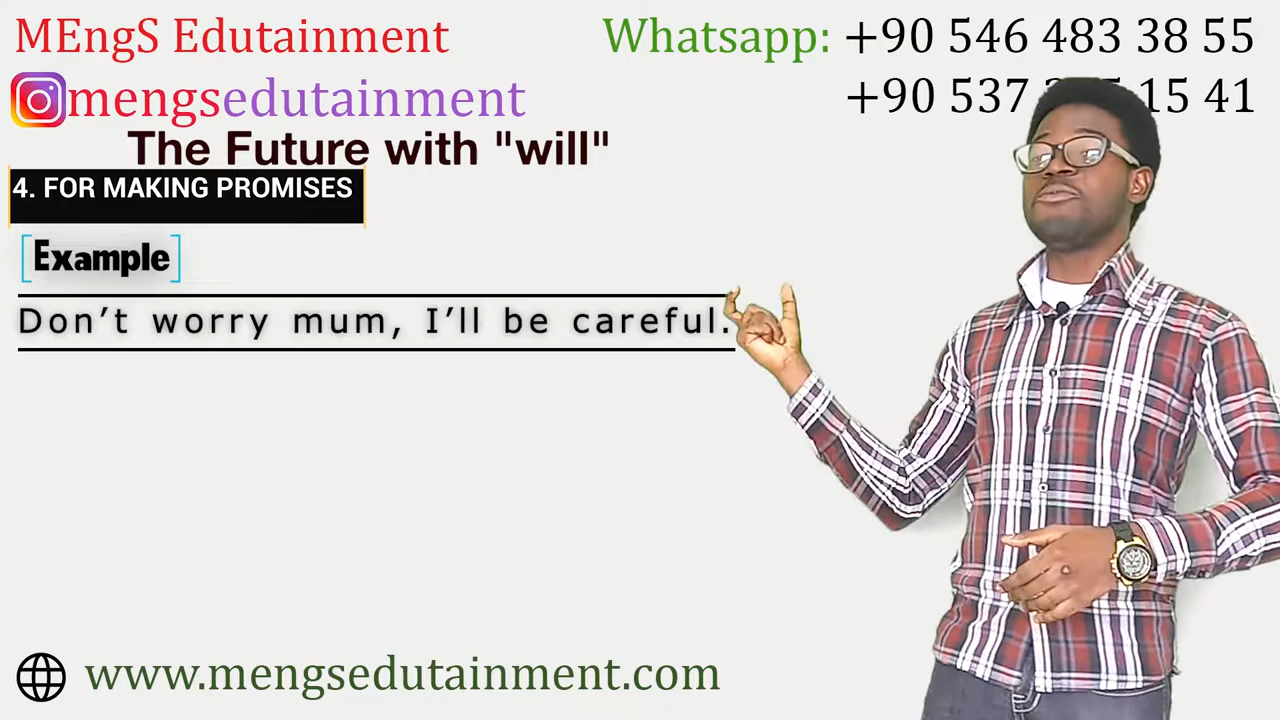 MEngS Edutainment
Whatsapp: +90 546 483 38 55
mengsedutainment
+90 537 15 41
The Future with "will"
4. FOR MAKING PROMISES
[Example]
Don’t worry mum, I’ll be careful.
www.mengsedutainment.com